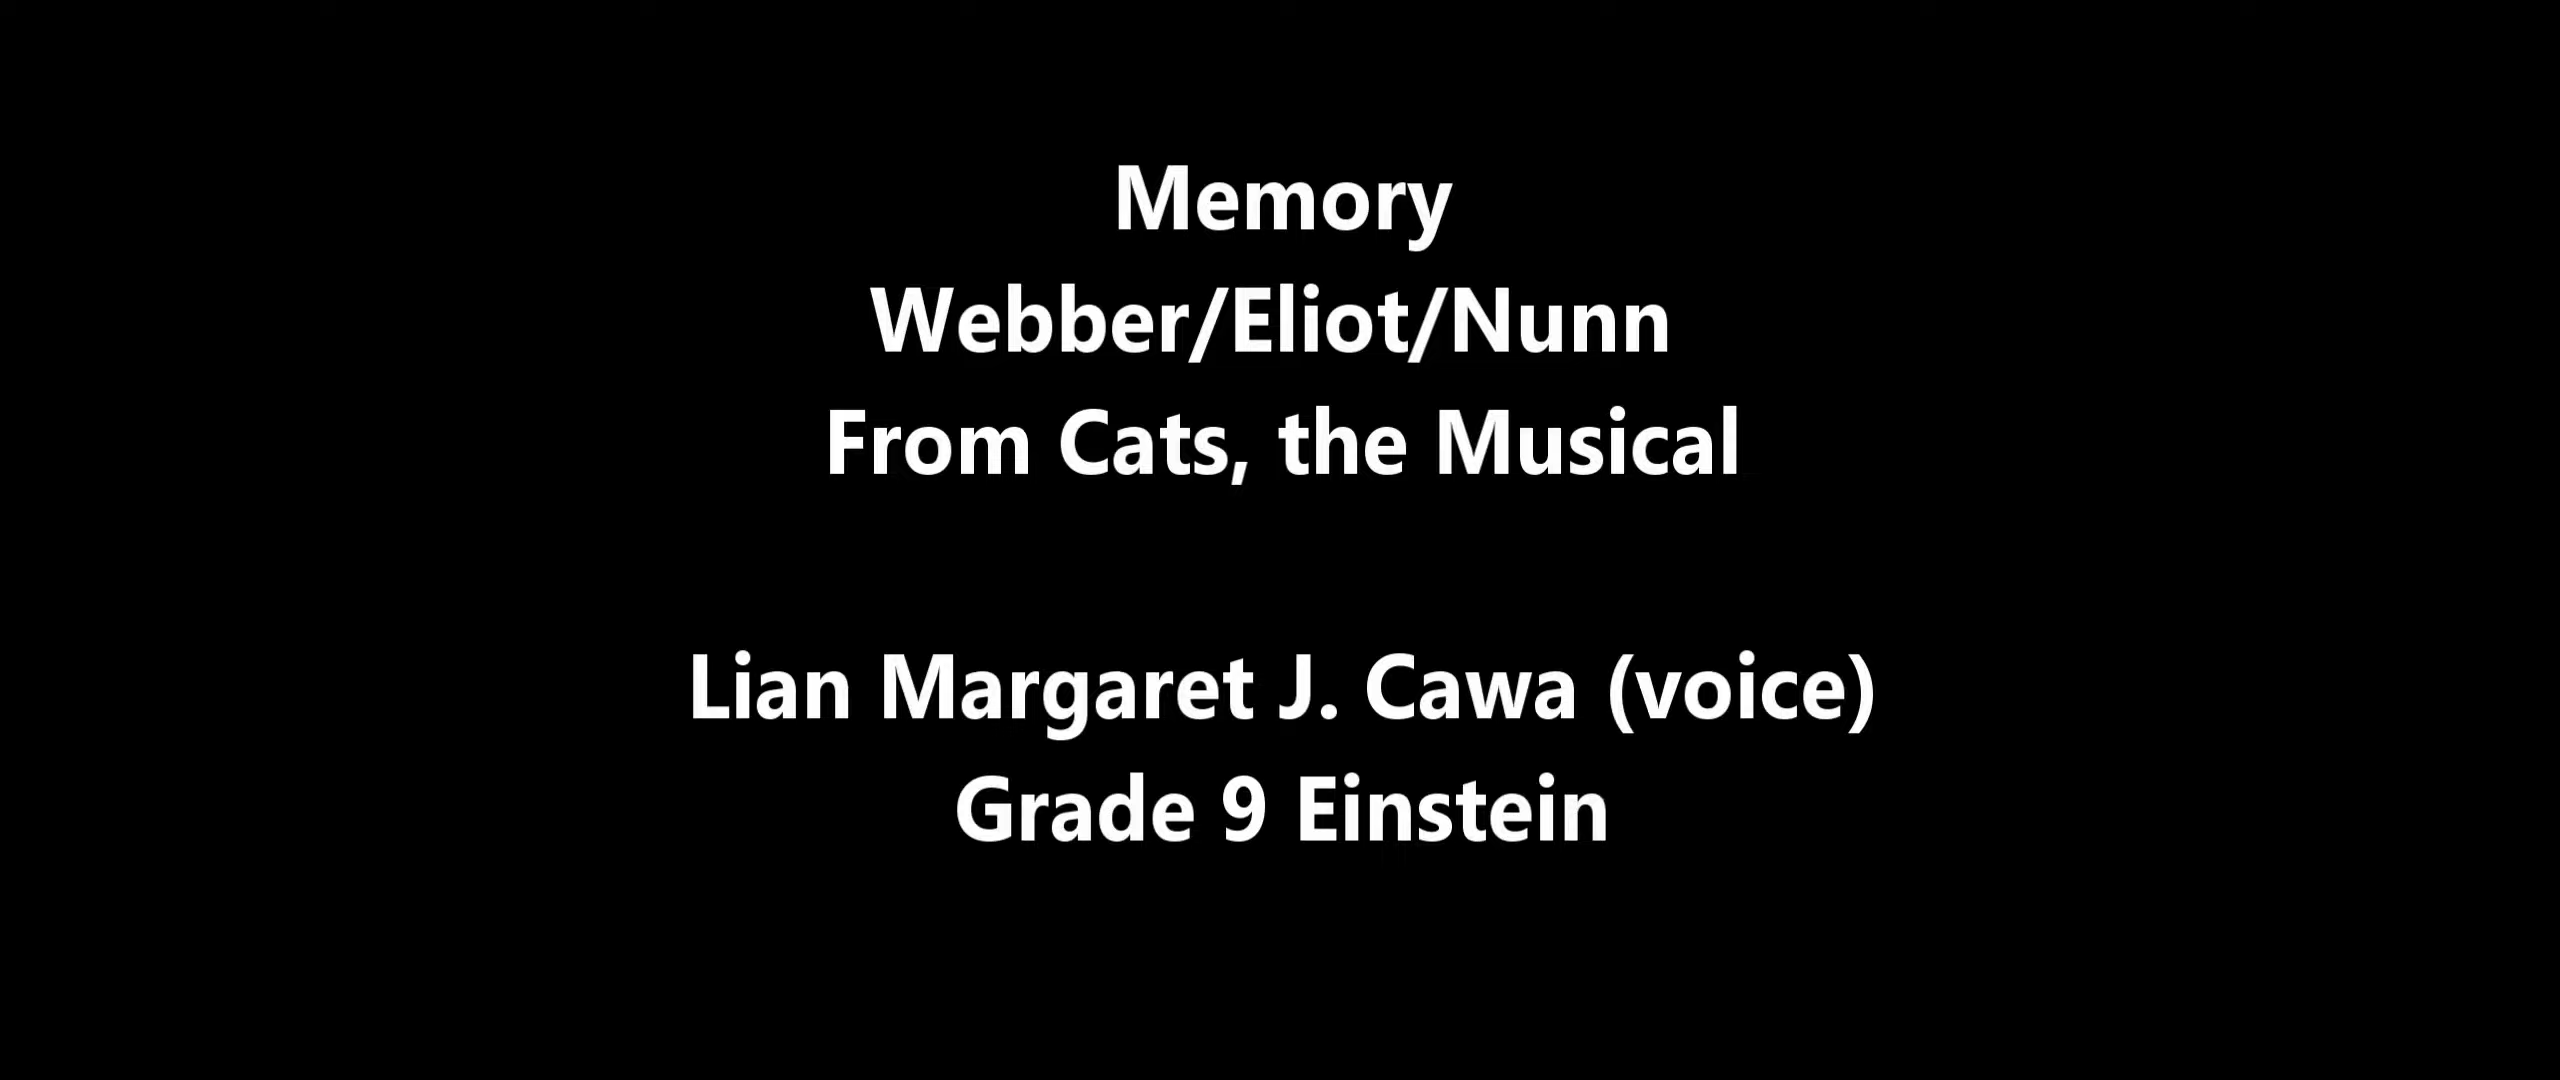 Memory
Webber/Eliot/Nunn
From Cats, the Musical
Lian Margaret J. Cawa (voice)
Grade 9 Einstein